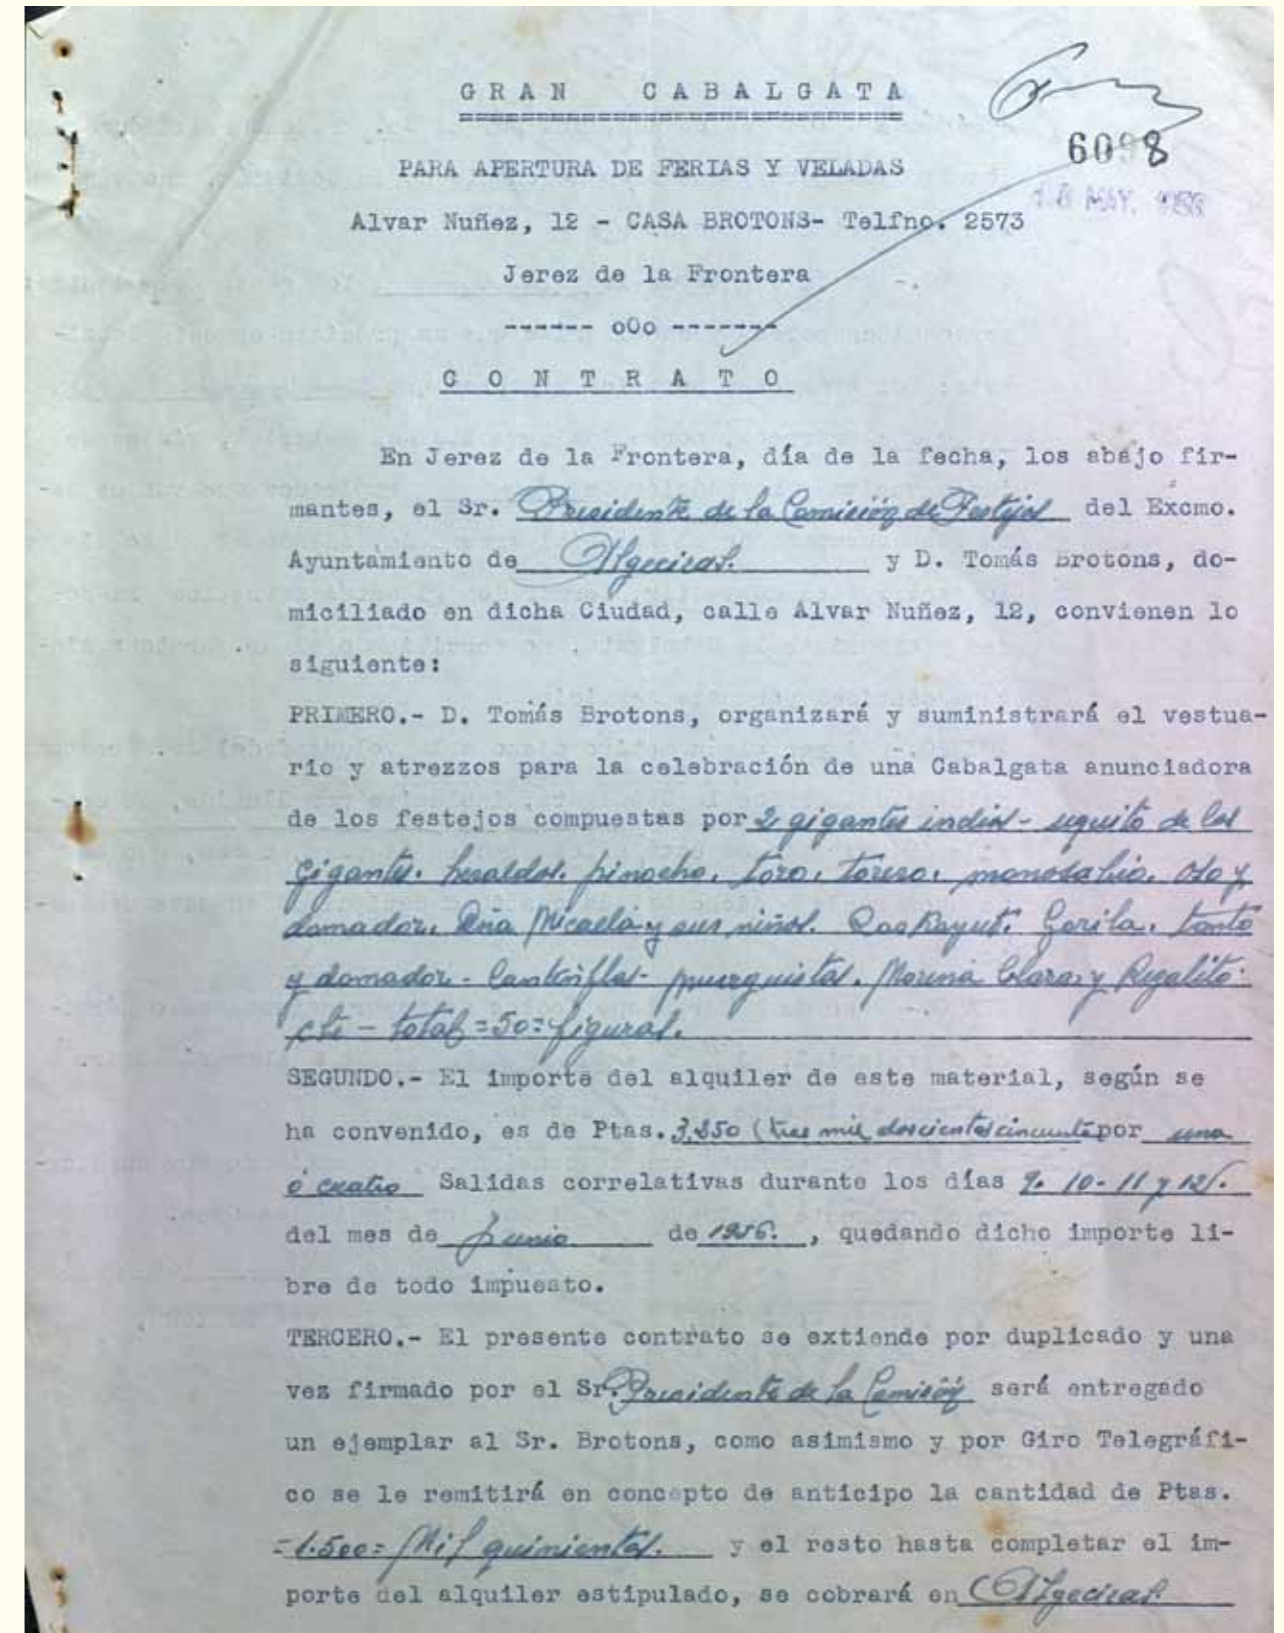 GRAN CABALGATA
6098
PARA APERTURA DE FERIAS Y VELADAS
18 MAY. 1956
Alvar Nuñez, 12 - CASA BROTONS- Telfno. 2573
Jerez de la Frontera
------ oOo -------
CONTRATO
En Jerez de la Frontera, día de la fecha, los abajo fir-
mantes, el Sr. Presidente de la Comisión de Festejos del Excmo.
Ayuntamiento de Algeciras. y D. Tomás Brotons, do-
miciliado en dicha Ciudad, calle Alvar Nuñez, 12, convienen lo
siguiente:
PRIMERO.- D. Tomás Brotons, organizará y suministrará el vestua-
rio y atrezzos para la celebración de una Cabalgata anunciadora
de los festejos compuestas por 2 gigantes indios - sequito de los
gigantes. heraldos. pinocho. toro. torero. monosabio. oso y
domador. Dña Micaela y sus niños. Gorila. tonto
y domador - Cantinflas - murguistas. Morena Clara y Regalito
etc - total =50= figuras.
SEGUNDO.- El importe del alquiler de este material, según se
ha convenido, es de Ptas. 3,250 (tres mil doscientas cincuenta por una
ó cuatro Salidas correlativas durante los días 9. 10 - 11 y 12/.
del mes de Junio de 1956. , quedando dicho importe li-
bre de todo impuesto.
TERCERO.- El presente contrato se extiende por duplicado y una
vez firmado por el Sr. Presidente de la Comisión será entregado
un ejemplar al Sr. Brotons, como asimismo y por Giro Telegráfi-
co se le remitirá en concepto de anticipo la cantidad de Ptas.
=1.500= Mil quinientas. y el resto hasta completar el im-
porte del alquiler estipulado, se cobrará en Algeciras